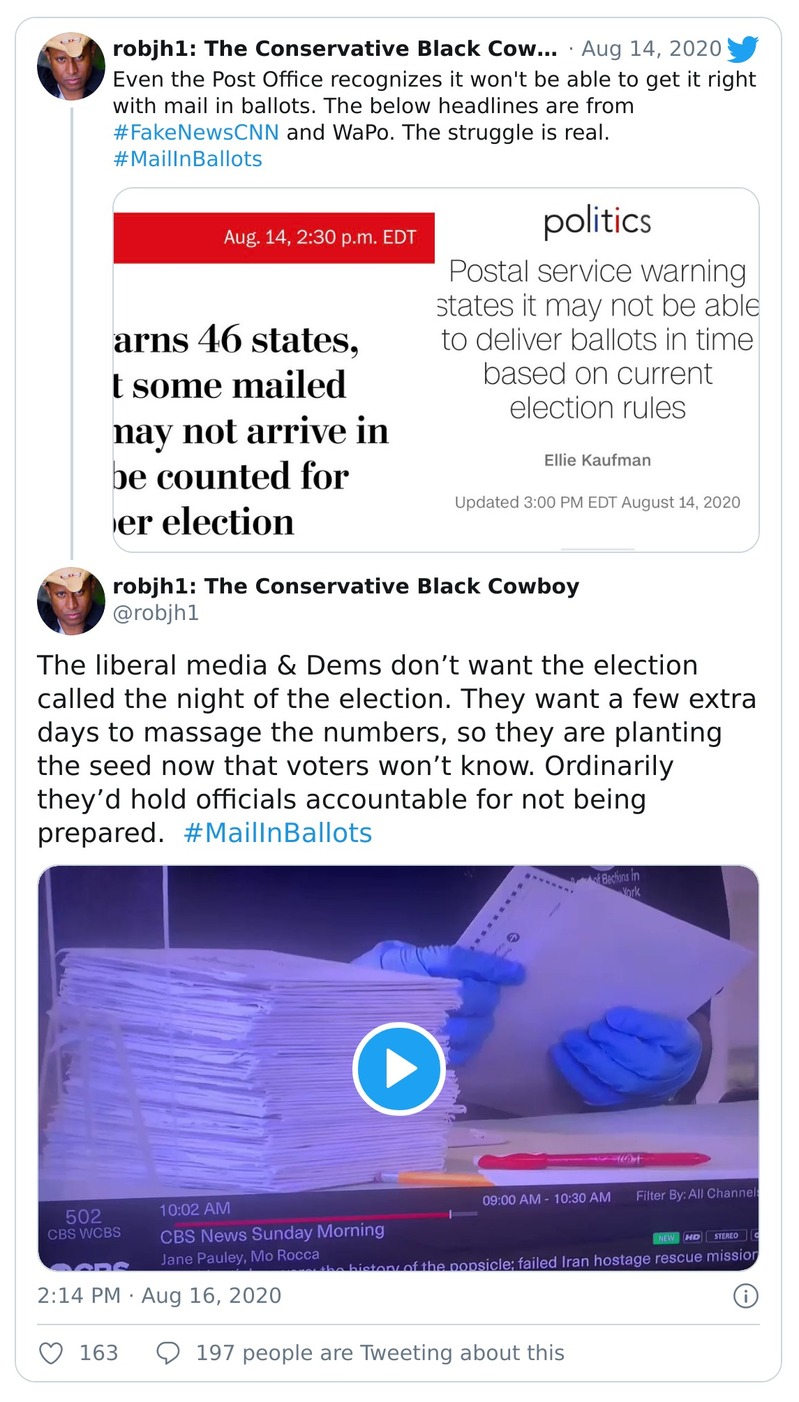 robjh1: The Conservative Black Cow... · Aug 14, 2020
Even the Post Office recognizes it won't be able to get it right
with mail in ballots. The below headlines are from
#FakeNewsCNN and WaPo. The struggle is real.
#MailInBallots
Aug. 14, 2:30 p.m. EDT
arns 46 states,
t some mailed
may not arrive in
be counted for
er election
politics
Postal service warning
states it may not be able
to deliver ballots in time
based on current
election rules
Ellie Kaufman
Updated 3:00 PM EDT August 14, 2020
robjh1: The Conservative Black Cowboy
@robjh1
The liberal media & Dems don’t want the election
called the night of the election. They want a few extra
days to massage the numbers, so they are planting
the seed now that voters won’t know. Ordinarily
they’d hold officials accountable for not being
prepared.  #MailInBallots
of Elections In
York
502
CBS WCBS
10:02 AM
09:00 AM - 10:30 AM
Filter By: All Channels
CBS News Sunday Morning
NEW HD STEREO
Jane Pauley, Mo Rocca
the history of the popsicle; failed Iran hostage rescue mission
CBS
2:14 PM · Aug 16, 2020
163
197 people are Tweeting about this